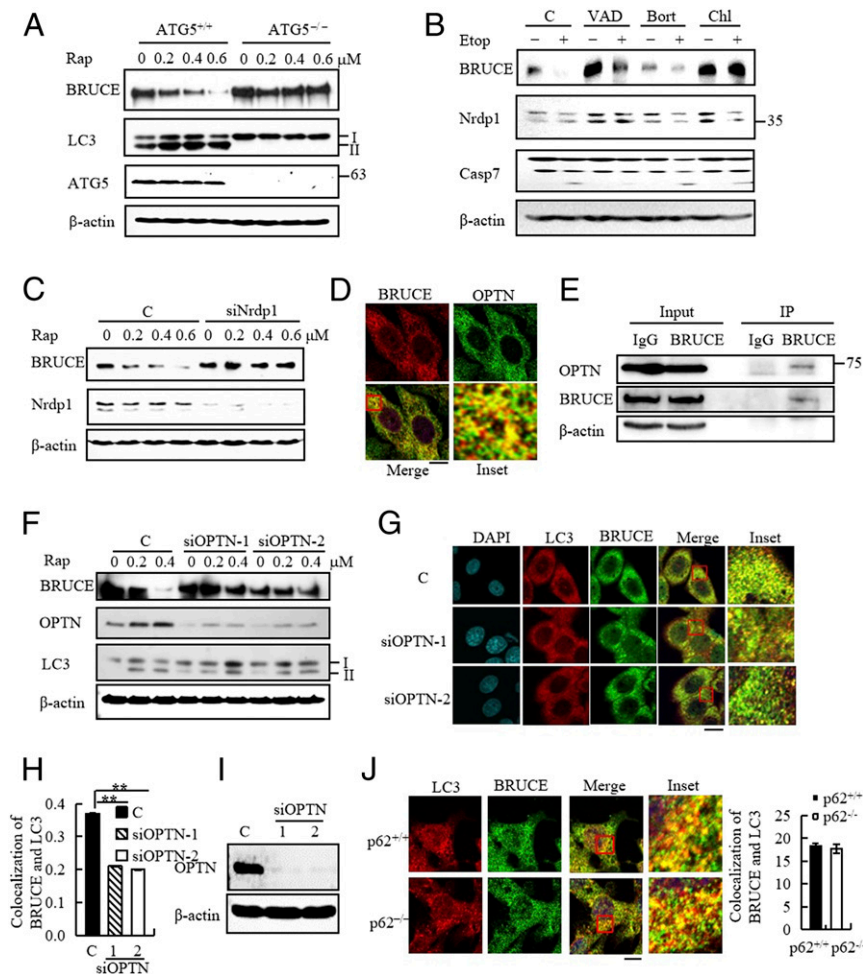 A
ATG5+/+ ATG5−/−
Rap 0 0.2 0.4 0.6 0 0.2 0.4 0.6 μM
BRUCE
LC3 I
II
63
ATG5
β-actin
B
C VAD Bort Chl
Etop − + − + − + − +
BRUCE
Nrdp1 35
Casp7
β-actin
C
C siNrdp1
Rap 0 0.2 0.4 0.6 0 0.2 0.4 0.6 μM
BRUCE
Nrdp1
β-actin
D
BRUCE OPTN
Merge Inset
E
Input IP
IgG BRUCE IgG BRUCE
OPTN 75
BRUCE
β-actin
F
C siOPTN-1 siOPTN-2
Rap 0 0.2 0.4 0 0.2 0.4 0 0.2 0.4 μM
BRUCE
OPTN
LC3 I
II
β-actin
G
DAPI LC3 BRUCE Merge Inset
C
siOPTN-1
siOPTN-2
H
Colocalization of
BRUCE and LC3
0.4
0.3
0.2
0.1
0.0
**
**
C
siOPTN-1
siOPTN-2
C 1 2
siOPTN
I
siOPTN
C 1 2
OPTN
β-actin
J
LC3 BRUCE Merge Inset
p62+/+
p62−/−
Colocalization of
BRUCE and LC3
25
20
15
10
5
0
p62+/+
p62-/-
p62+/+ p62-/-